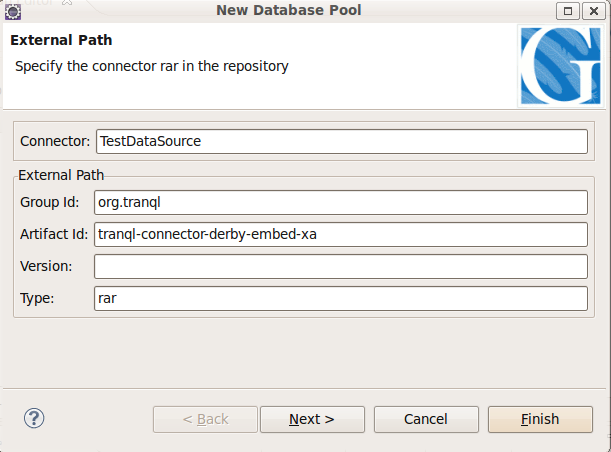 New Database Pool
External Path
Specify the connector rar in the repository
G
Connector: TestDataSource
External Path
Group Id: org.tranql
Artifact Id: tranql-connector-derby-embed-xa
Version:
Type: rar
? < Back Next > Cancel Finish